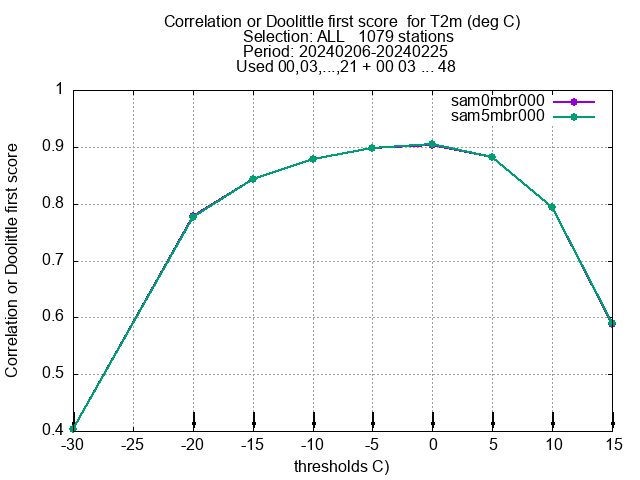 Correlation or Doolittle first score  for T2m (deg C)
Selection: ALL   1079 stations
Period: 20240206-20240225
Used 00,03,...,21 + 00 03 ... 48
sam0mbr000
sam5mbr000
Correlation or Doolittle first score
1
0.9
0.8
0.7
0.6
0.5
0.4
-30 -20 -15 -10 -5 0 5 10 15
thresholds C)